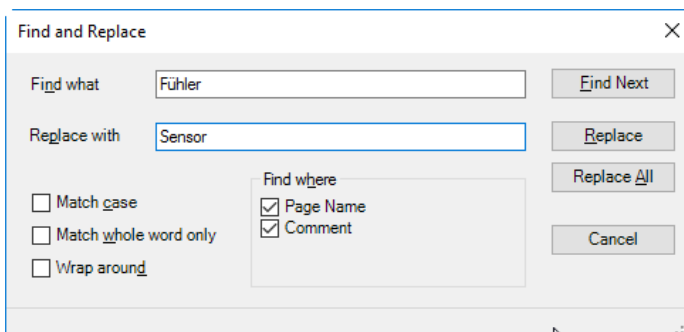 Find and Replace
Find what
Fühler
Find Next
Replace with
Sensor
Replace
Find where
Replace All
Match case
Page Name
Match whole word only
Comment
Cancel
Wrap around